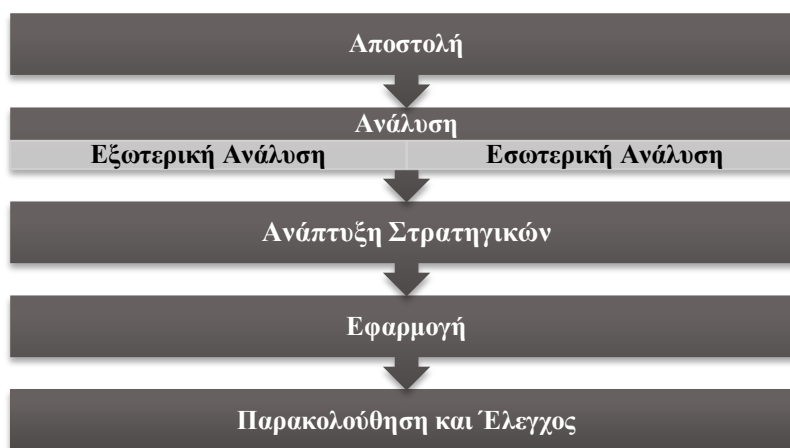 Αποστολή
Ανάλυση
Εξωτερική Ανάλυση Εσωτερική Ανάλυση
Ανάπτυξη Στρατηγικών
Εφαρμογή
Παρακολούθηση και Έλεγχος